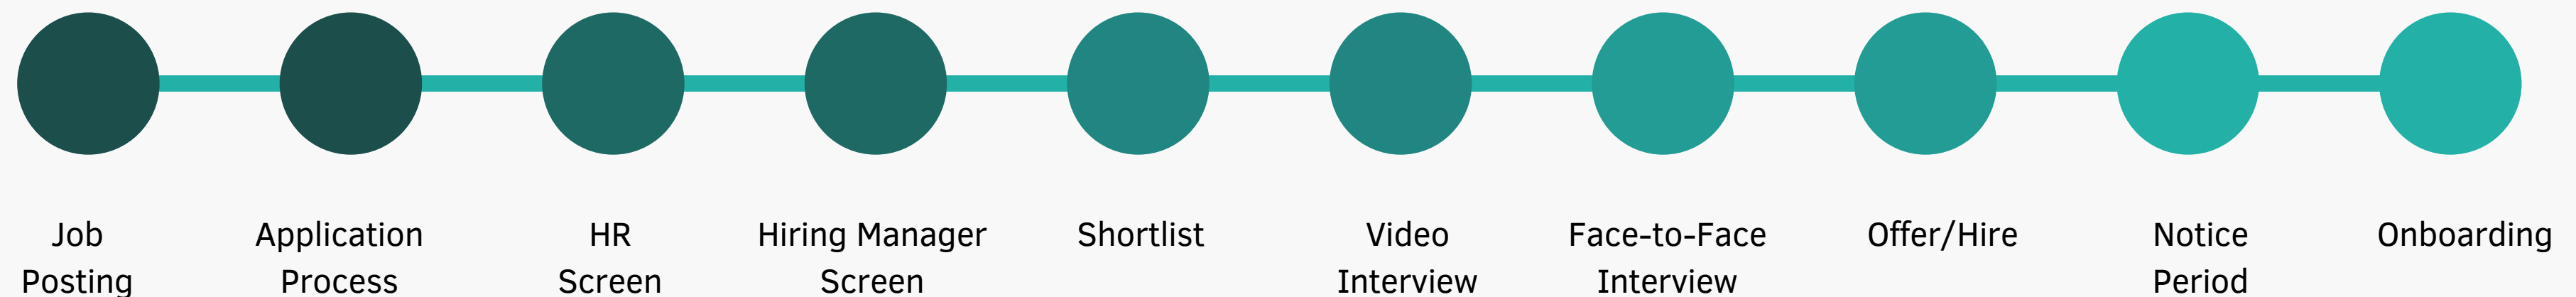 Job
Posting
Application
Process
HR
Screen
Hiring Manager
Screen
Shortlist
Video
Interview
Face-to-Face
Interview
Offer/Hire
Notice
Period
Onboarding